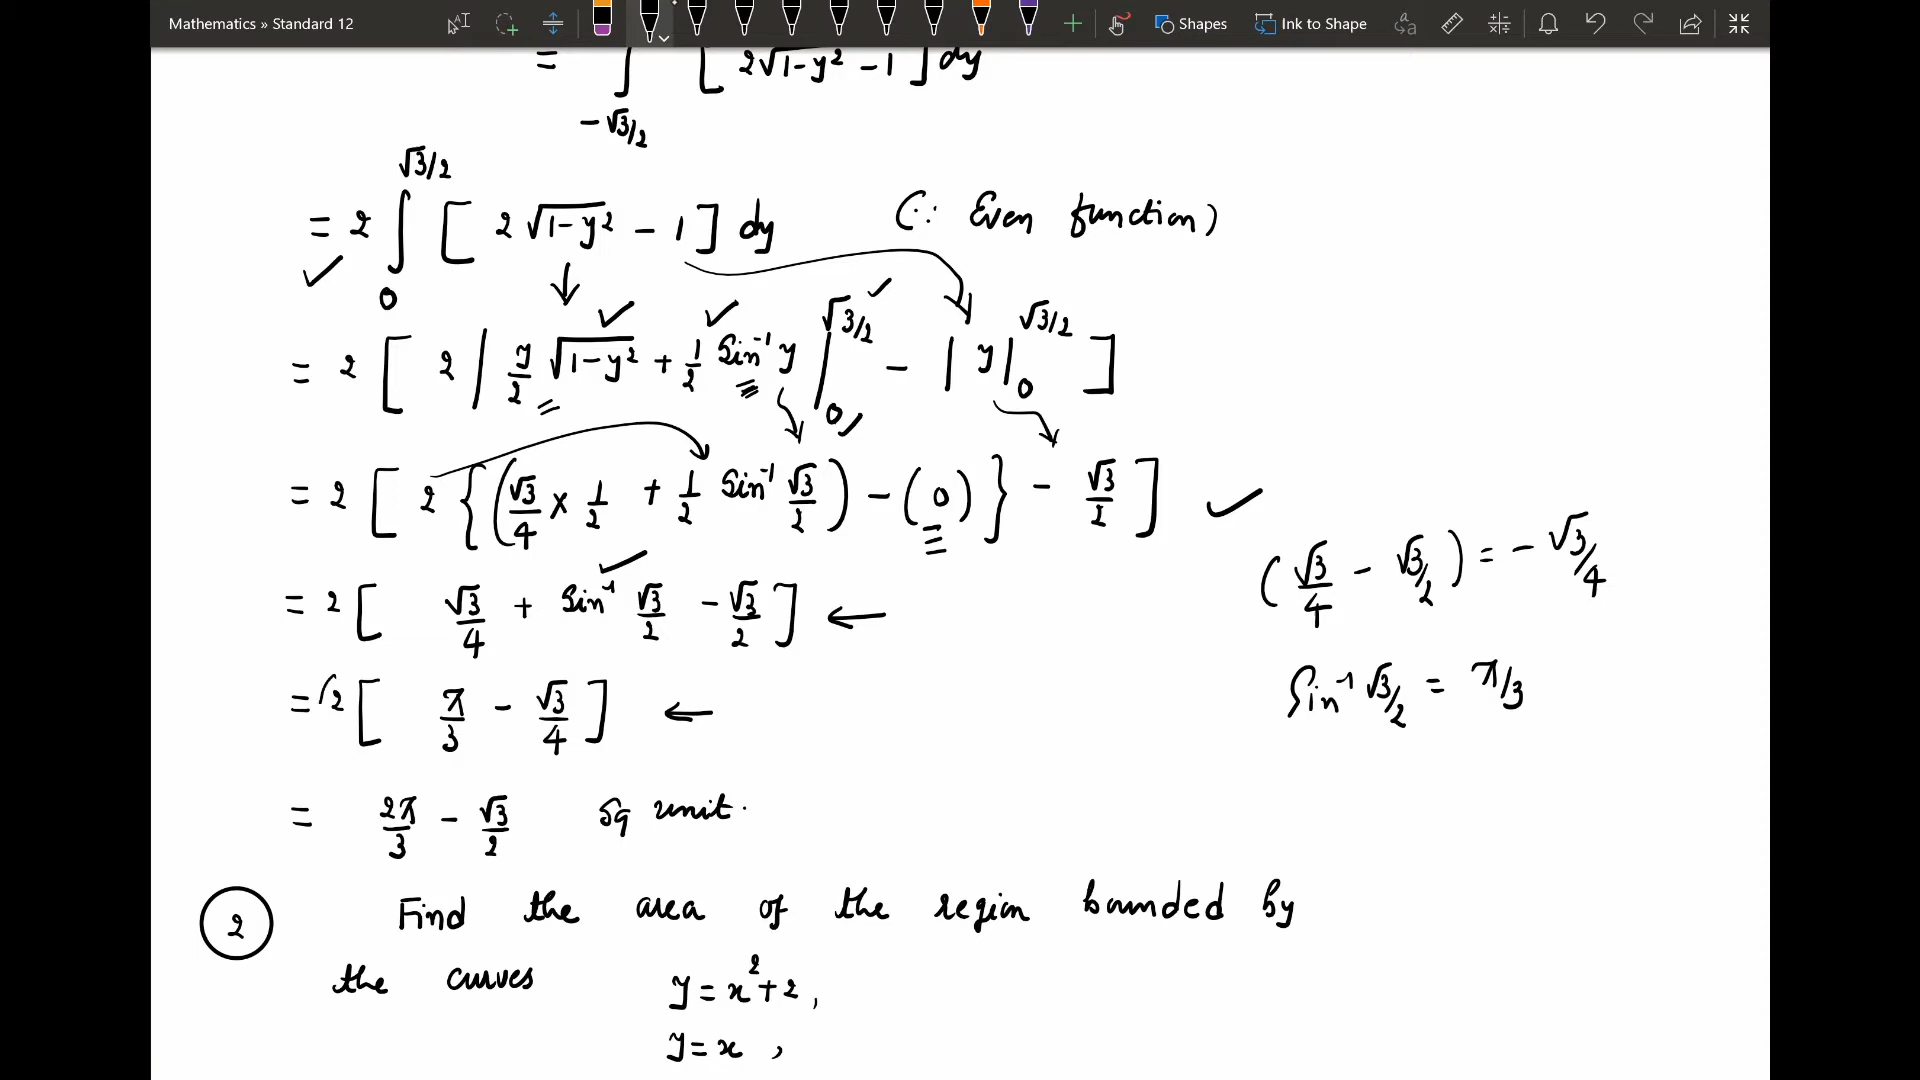 Mathematics » Standard 12
Shapes
Ink to Shape
= ∫_{-√3/2} [ 2√1-y² - 1 ] dy
= 2 ∫_0^{√3/2} [ 2√1-y² - 1 ] dy (∵ Even function)
= 2 [ 2 | y/2 √1-y² + 1/2 Sin⁻¹ y |_0^{√3/2} - | y |_0^{√3/2} ]
= 2 [ 2 { ( √3/4 × 1/2 + 1/2 Sin⁻¹ √3/2 ) - (0) } - √3/2 ]
( √3/4 - √3/2 ) = - √3/4
= 2 [ √3/4 + Sin⁻¹ √3/2 - √3/2 ]
Sin⁻¹ √3/2 = π/3
= 2 [ π/3 - √3/4 ]
= 2π/3 - √3/2 Sq unit.
2 Find the area of the region bounded by
the curves y = x² + 2,
y = x ,